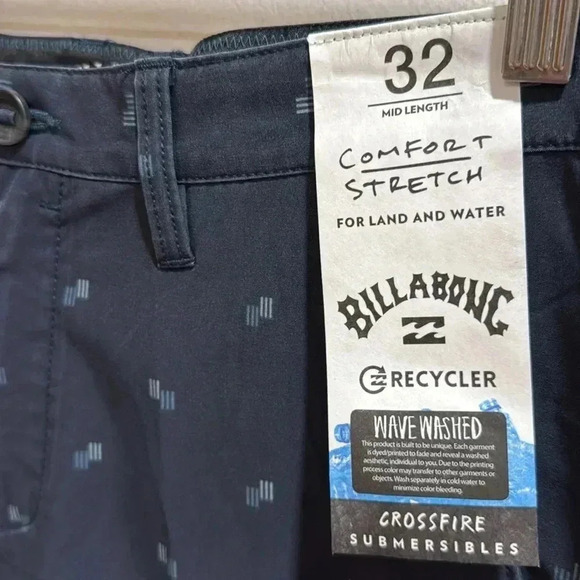 32
MID LENGTH
COMFORT
STRETCH
FOR LAND AND WATER
BILLABONG
RECYCLER
WAVE WASHED
This product is built to be unique. Each garment
is dyed/printed to fade and reveal a washed
aesthetic, individual to you. Due to the printing
process color may transfer to other garments or
objects. Wash separately in cold water to
minimize color bleeding.
CROSSFIRE
SUBMERSIBLES